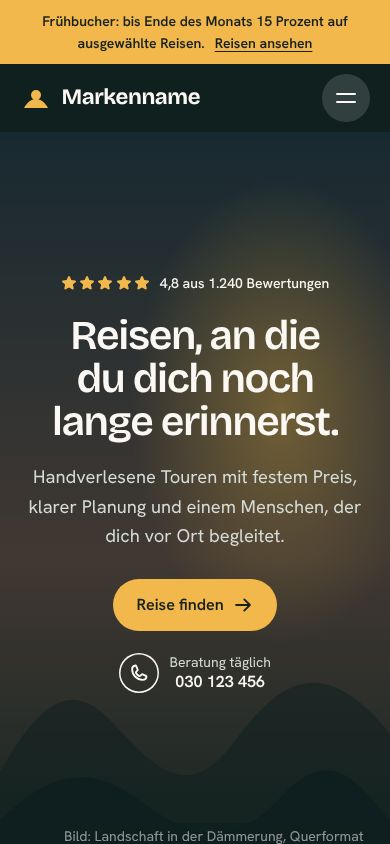 Frühbucher: bis Ende des Monats 15 Prozent auf
ausgewählte Reisen. Reisen ansehen
Markenname
4,8 aus 1.240 Bewertungen
Reisen, an die
du dich noch
lange erinnerst.
Handverlesene Touren mit festem Preis,
klarer Planung und einem Menschen, der
dich vor Ort begleitet.
Reise finden
Beratung täglich
030 123 456
Bild: Landschaft in der Dämmerung, Querformat